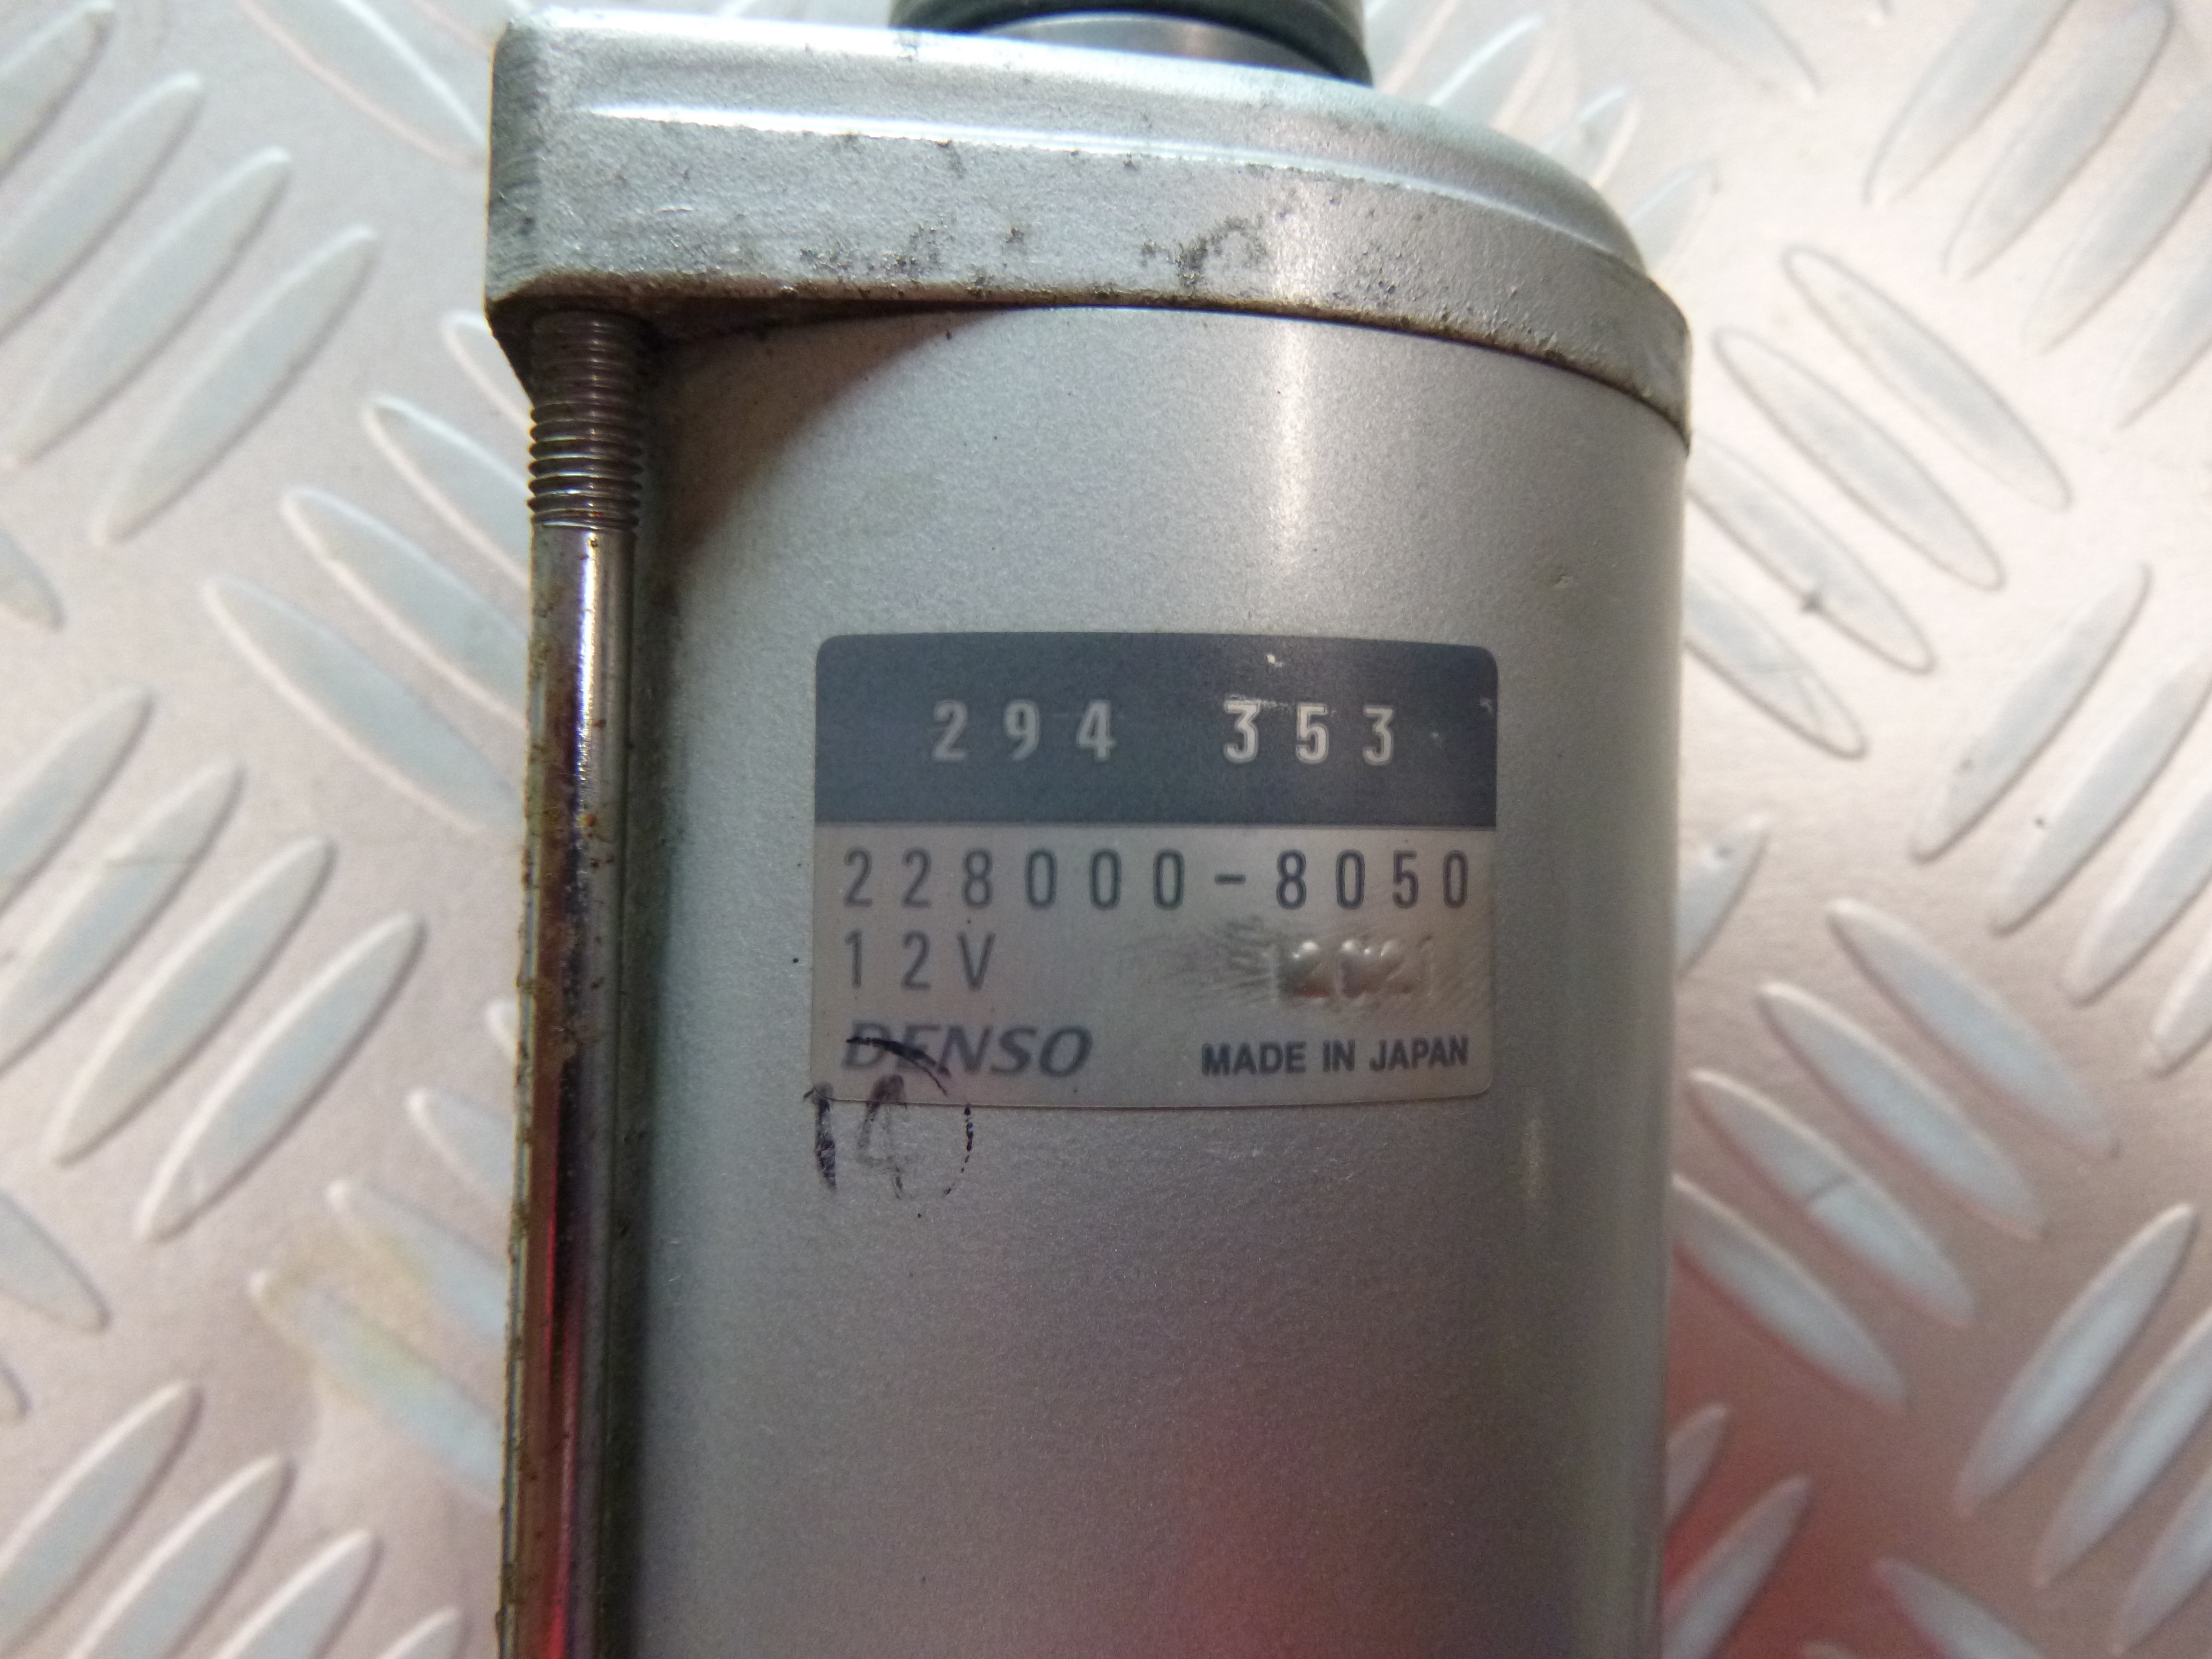 294 353
228000-8050
12V
DENSO MADE IN JAPAN
14